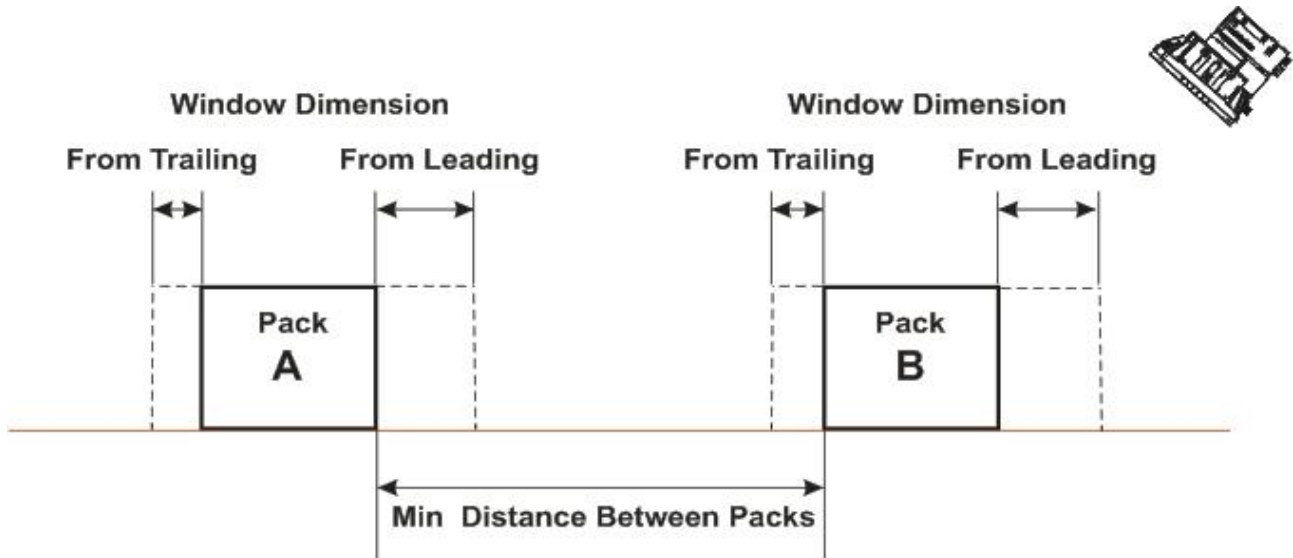 Window Dimension
Window Dimension
From Trailing
From Leading
From Trailing
From Leading
Pack
A
Pack
B
Min Distance Between Packs